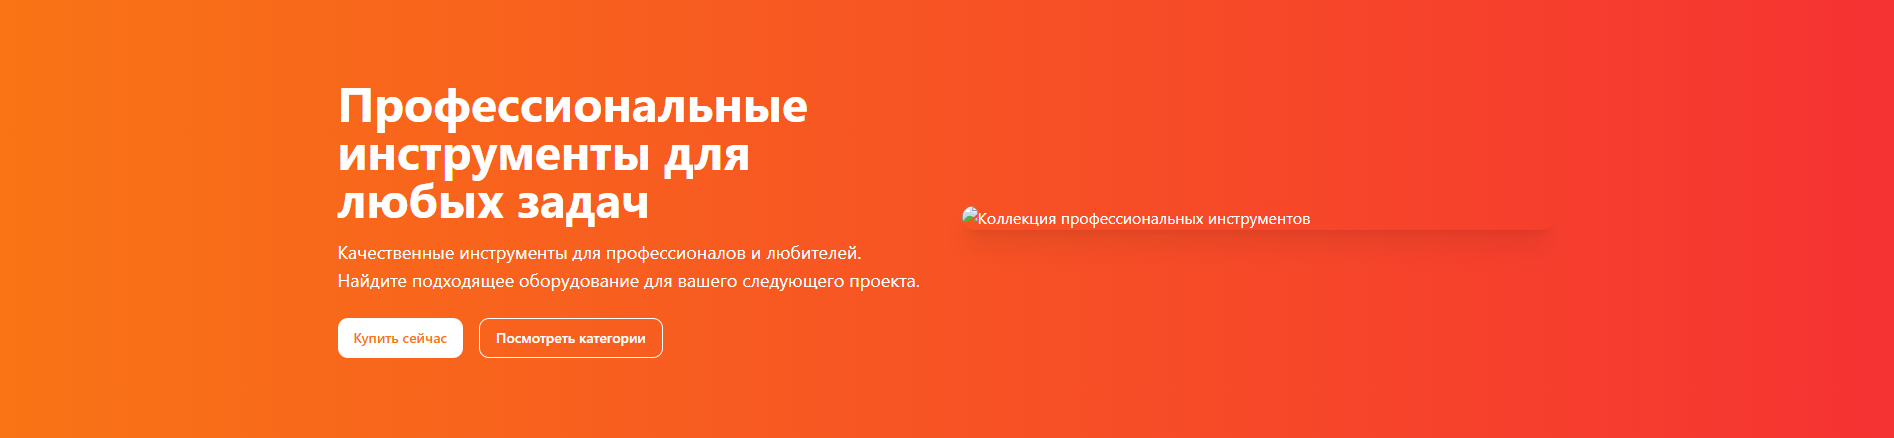 Профессиональные
инструменты для
любых задач
Качественные инструменты для профессионалов и любителей.
Найдите подходящее оборудование для вашего следующего проекта.
Купить сейчас
Посмотреть категории
Коллекция профессиональных инструментов